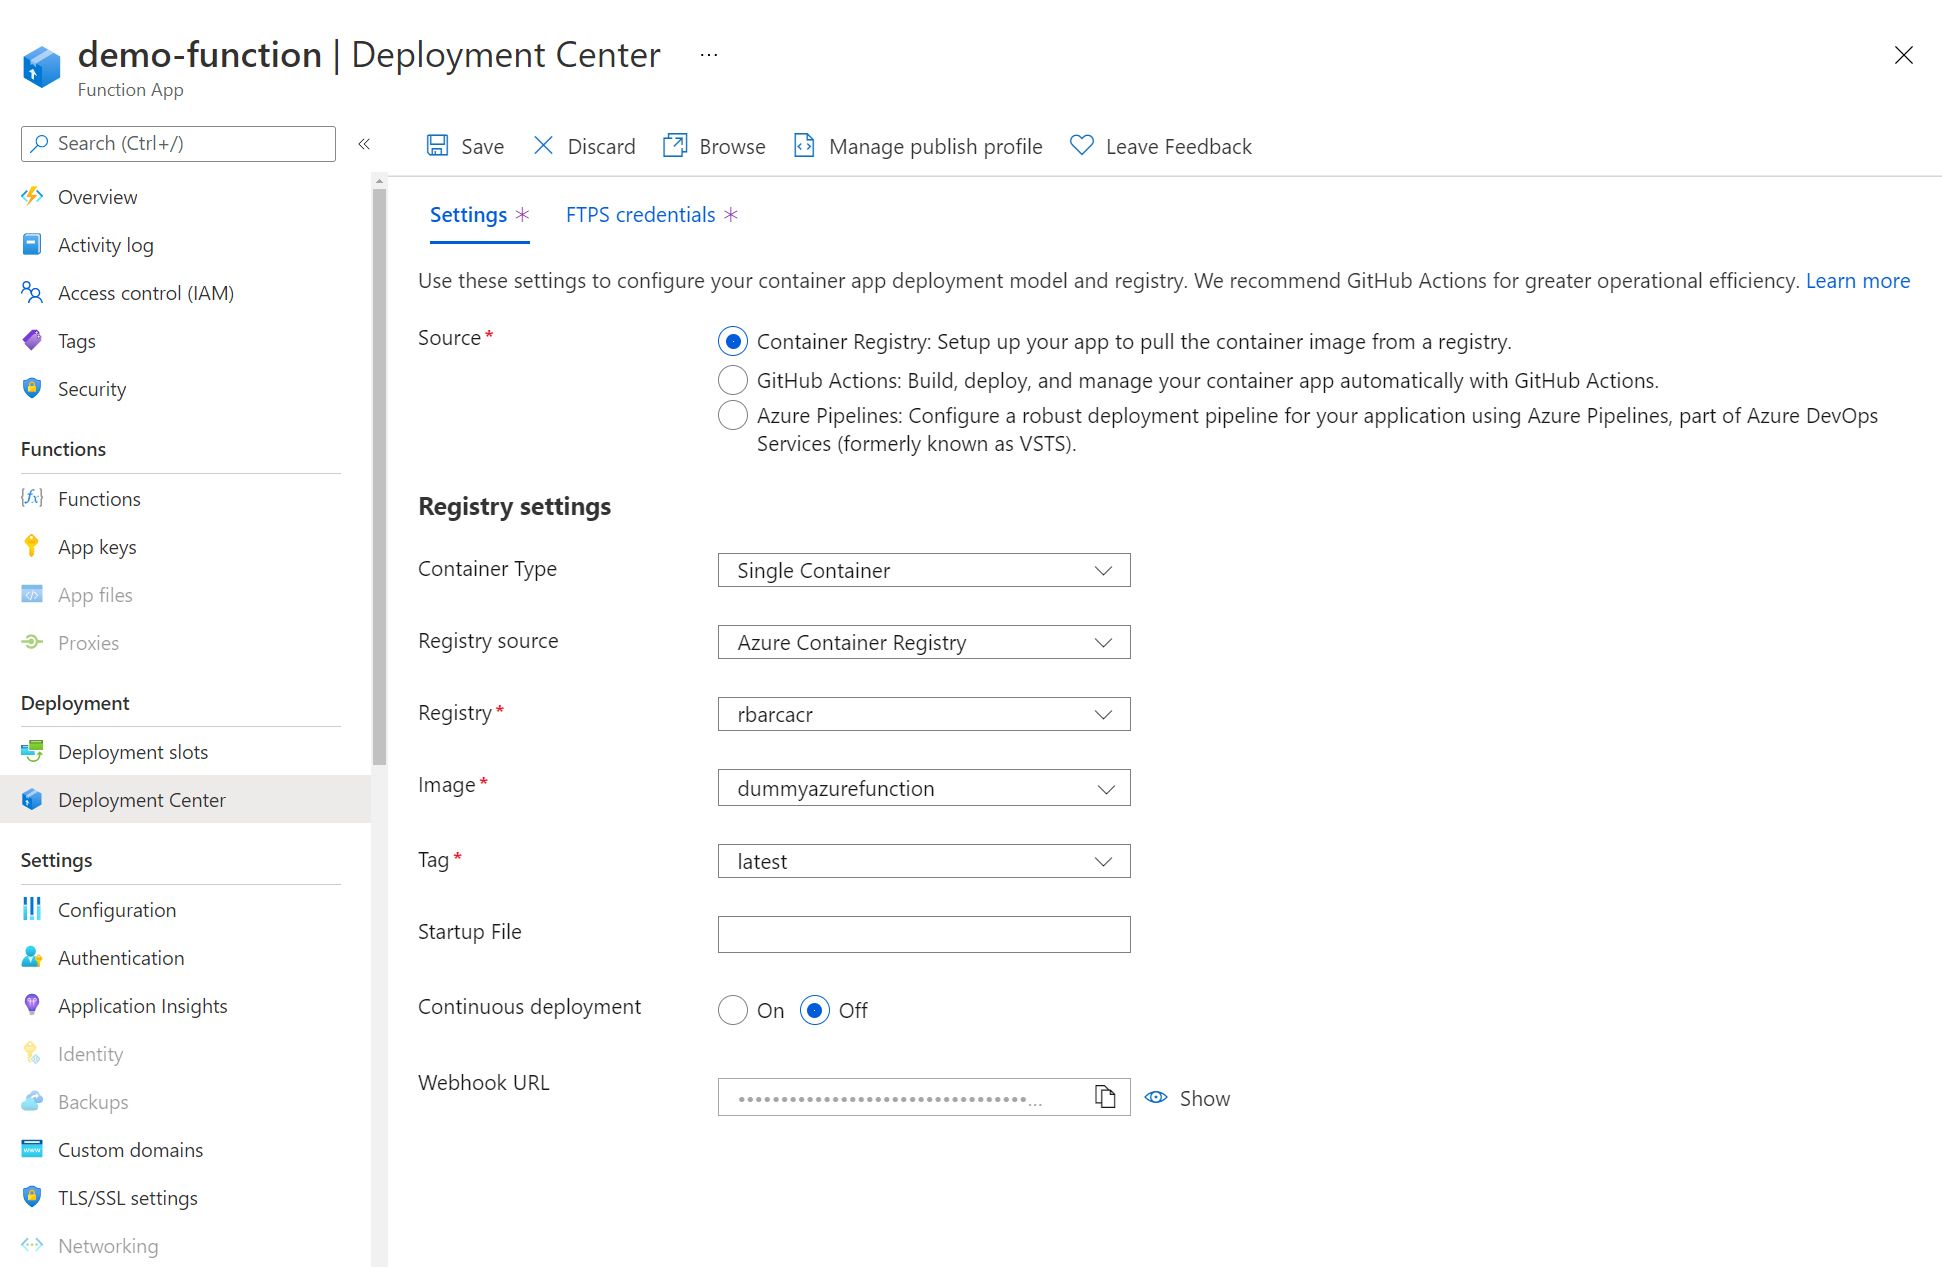 demo-function | Deployment Center ...
Function App
Search (Ctrl+/)
«
Overview
Activity log
Access control (IAM)
Tags
Security
Functions
Functions
App keys
App files
Proxies
Deployment
Deployment slots
Deployment Center
Settings
Configuration
Authentication
Application Insights
Identity
Backups
Custom domains
TLS/SSL settings
Networking
Save Discard Browse Manage publish profile Leave Feedback
Settings * FTPS credentials *
Use these settings to configure your container app deployment model and registry. We recommend GitHub Actions for greater operational efficiency. Learn more
Source *
Container Registry: Setup up your app to pull the container image from a registry.
GitHub Actions: Build, deploy, and manage your container app automatically with GitHub Actions.
Azure Pipelines: Configure a robust deployment pipeline for your application using Azure Pipelines, part of Azure DevOps
Services (formerly known as VSTS).
Registry settings
Container Type Single Container
Registry source Azure Container Registry
Registry * rbarcacr
Image * dummyazurefunction
Tag * latest
Startup File
Continuous deployment On Off
Webhook URL ••••••••••••••••••••••••••••••••••... Show